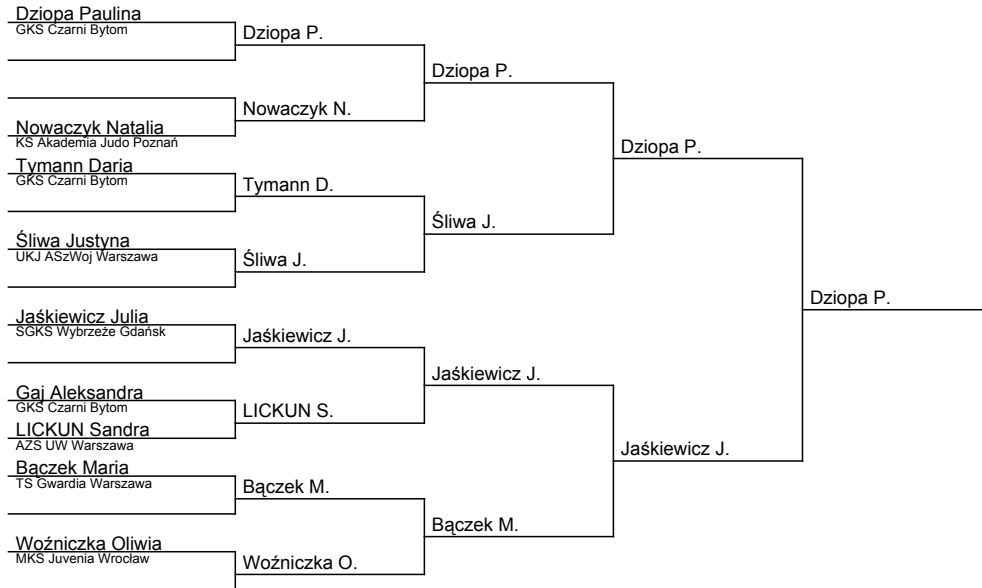 Dziopa Paulina
GKS Czarni Bytom
Dziopa P.
Dziopa P.
Nowaczyk N.
Nowaczyk Natalia
KS Akademia Judo Poznań
Dziopa P.
Tymann Daria
GKS Czarni Bytom
Tymann D.
Śliwa J.
Śliwa Justyna
UKJ ASzWoj Warszawa
Śliwa J.
Dziopa P.
Jaśkiewicz Julia
SGKS Wybrzeże Gdańsk
Jaśkiewicz J.
Jaśkiewicz J.
Gaj Aleksandra
GKS Czarni Bytom
LICKUN S.
LICKUN Sandra
AZS UW Warszawa
Jaśkiewicz J.
Bączek Maria
TS Gwardia Warszawa
Bączek M.
Bączek M.
Woźniczka Oliwia
MKS Juvenia Wrocław
Woźniczka O.